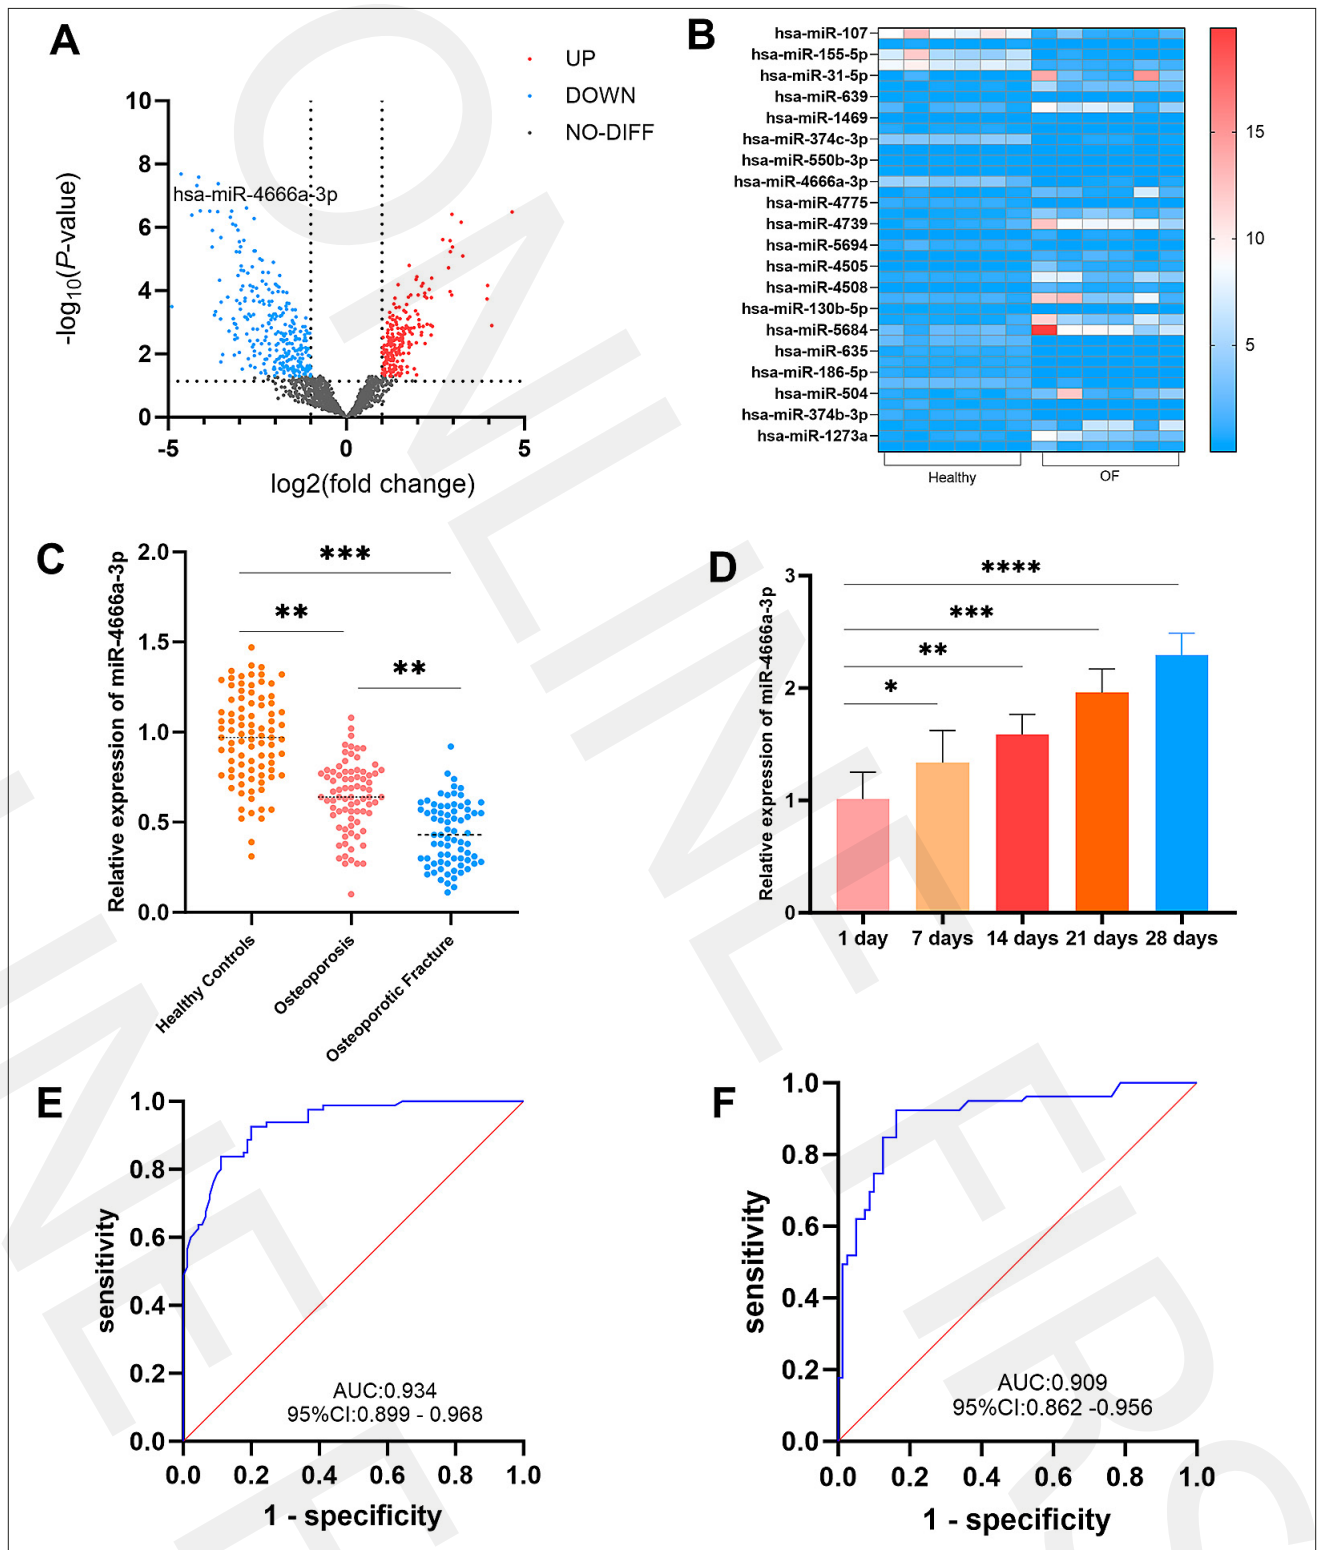 A
UP
DOWN
NO-DIFF
10
8
6
4
2
0
hsa-miR-4666a-3p
-log10(P-value)
-5
0
5
log2(fold change)
B
hsa-miR-107
hsa-miR-155-5p
hsa-miR-31-5p
hsa-miR-639
hsa-miR-1469
hsa-miR-374c-3p
hsa-miR-550b-3p
hsa-miR-4666a-3p
hsa-miR-4775
hsa-miR-4739
hsa-miR-5694
hsa-miR-4505
hsa-miR-4508
hsa-miR-130b-5p
hsa-miR-5684
hsa-miR-635
hsa-miR-186-5p
hsa-miR-504
hsa-miR-374b-3p
hsa-miR-1273a
Healthy
OF
15
10
5
C
Relative expression of miR-4666a-3p
2.0
1.5
1.0
0.5
0.0
***
**
**
Healthy Controls
Osteoporosis
Osteoporotic Fracture
D
Relative expression of miR-4666a-3p
3
2
1
0
****
***
**
*
1 day
7 days
14 days
21 days
28 days
E
sensitivity
1.0
0.8
0.6
0.4
0.2
0.0
AUC:0.934
95%CI:0.899 - 0.968
0.0
0.2
0.4
0.6
0.8
1.0
1 - specificity
F
sensitivity
1.0
0.8
0.6
0.4
0.2
0.0
AUC:0.909
95%CI:0.862 -0.956
0.0
0.2
0.4
0.6
0.8
1.0
1 - specificity
ONLINE FIRS